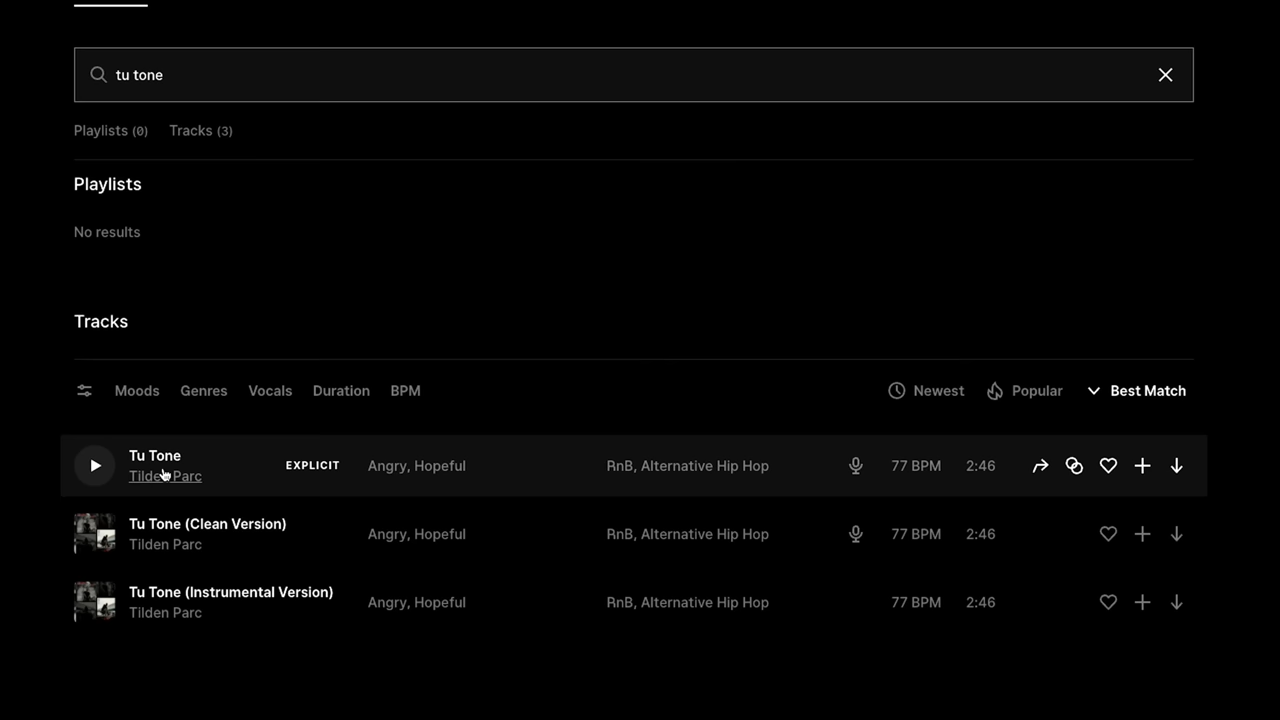 tu tone
Playlists (0) Tracks (3)
Playlists
No results
Tracks
Moods Genres Vocals Duration BPM Newest Popular Best Match
Tu Tone
Tilden Parc
EXPLICIT Angry, Hopeful RnB, Alternative Hip Hop 77 BPM 2:46
Tu Tone (Clean Version)
Tilden Parc
Angry, Hopeful RnB, Alternative Hip Hop 77 BPM 2:46
Tu Tone (Instrumental Version)
Tilden Parc
Angry, Hopeful RnB, Alternative Hip Hop 77 BPM 2:46